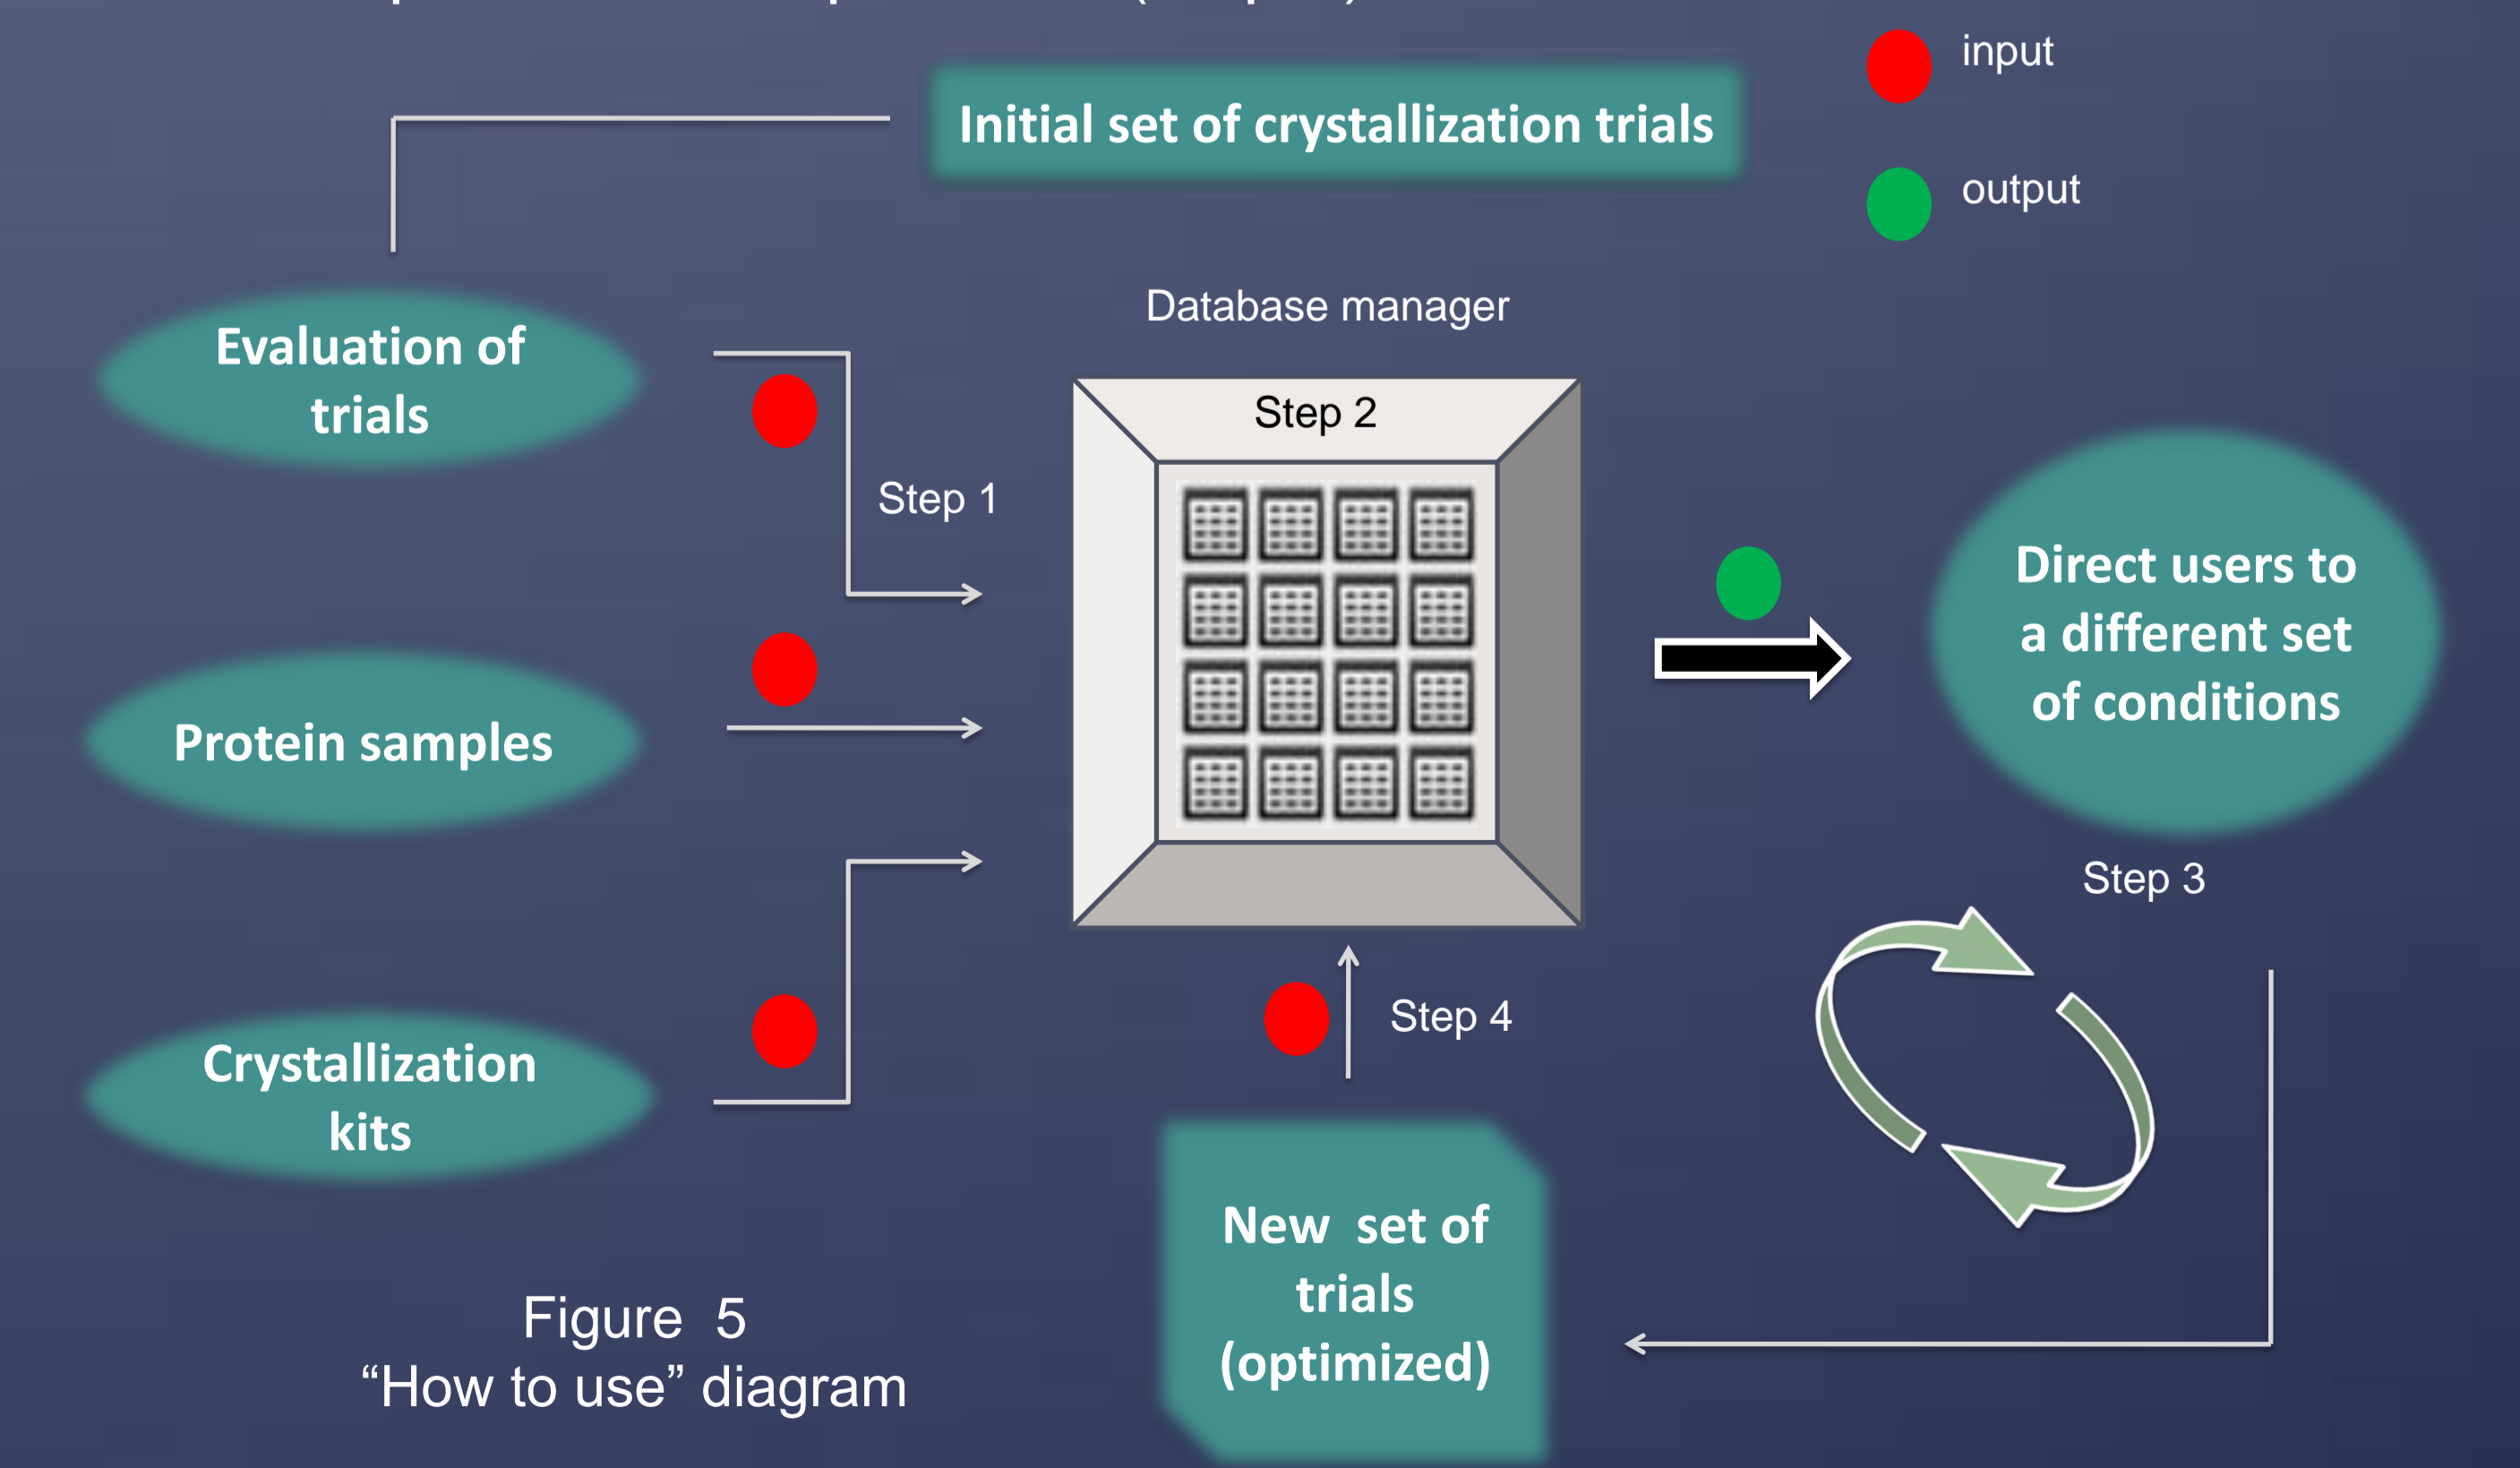 Initial set of crystallization trials
input
output
Database manager
Evaluation of
trials
Step 2
Step 1
Direct users to
a different set
of conditions
Protein samples
Step 3
Crystallization
kits
Step 4
New  set of
trials
(optimized)
Figure  5
“How to use” diagram